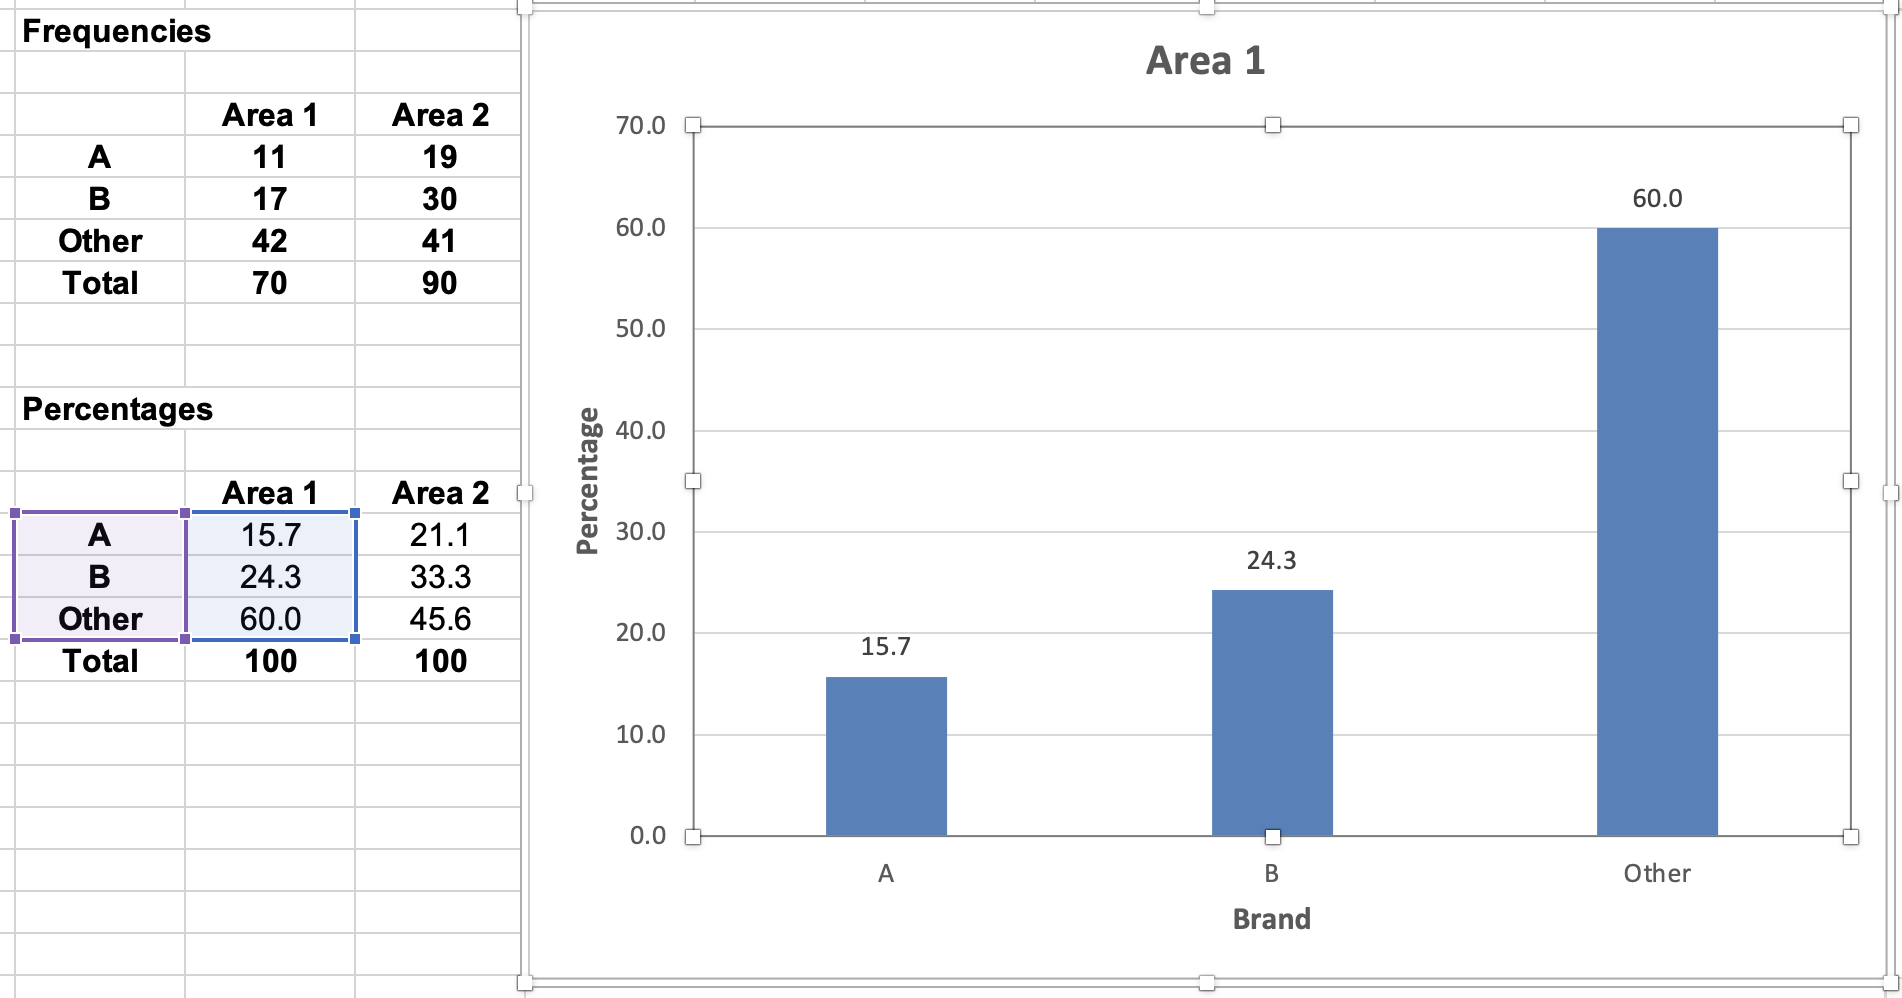 Frequencies
Area 1 Area 2
A 11 19
B 17 30
Other 42 41
Total 70 90
Percentages
Area 1 Area 2
A 15.7 21.1
B 24.3 33.3
Other 60.0 45.6
Total 100 100
Area 1
70.0
60.0
50.0
40.0
30.0
20.0
10.0
0.0
Percentage
15.7
24.3
60.0
A B Other
Brand